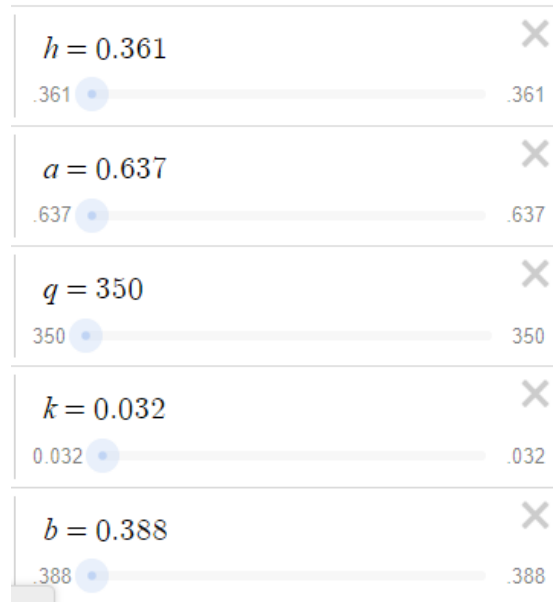 h = 0.361
.361 .361
a = 0.637
.637 .637
q = 350
350 350
k = 0.032
0.032 .032
b = 0.388
.388 .388